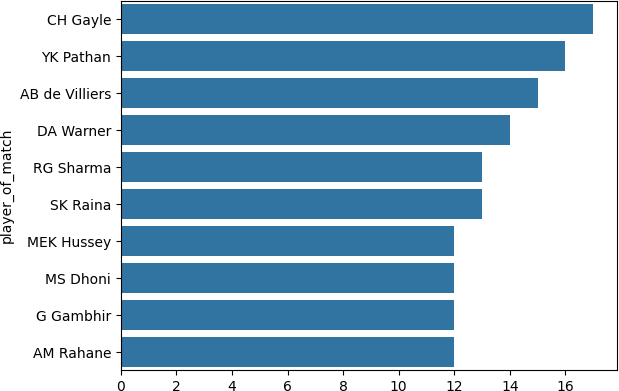 player_of_match
CH Gayle
YK Pathan
AB de Villiers
DA Warner
RG Sharma
SK Raina
MEK Hussey
MS Dhoni
G Gambhir
AM Rahane
0 2 4 6 8 10 12 14 16